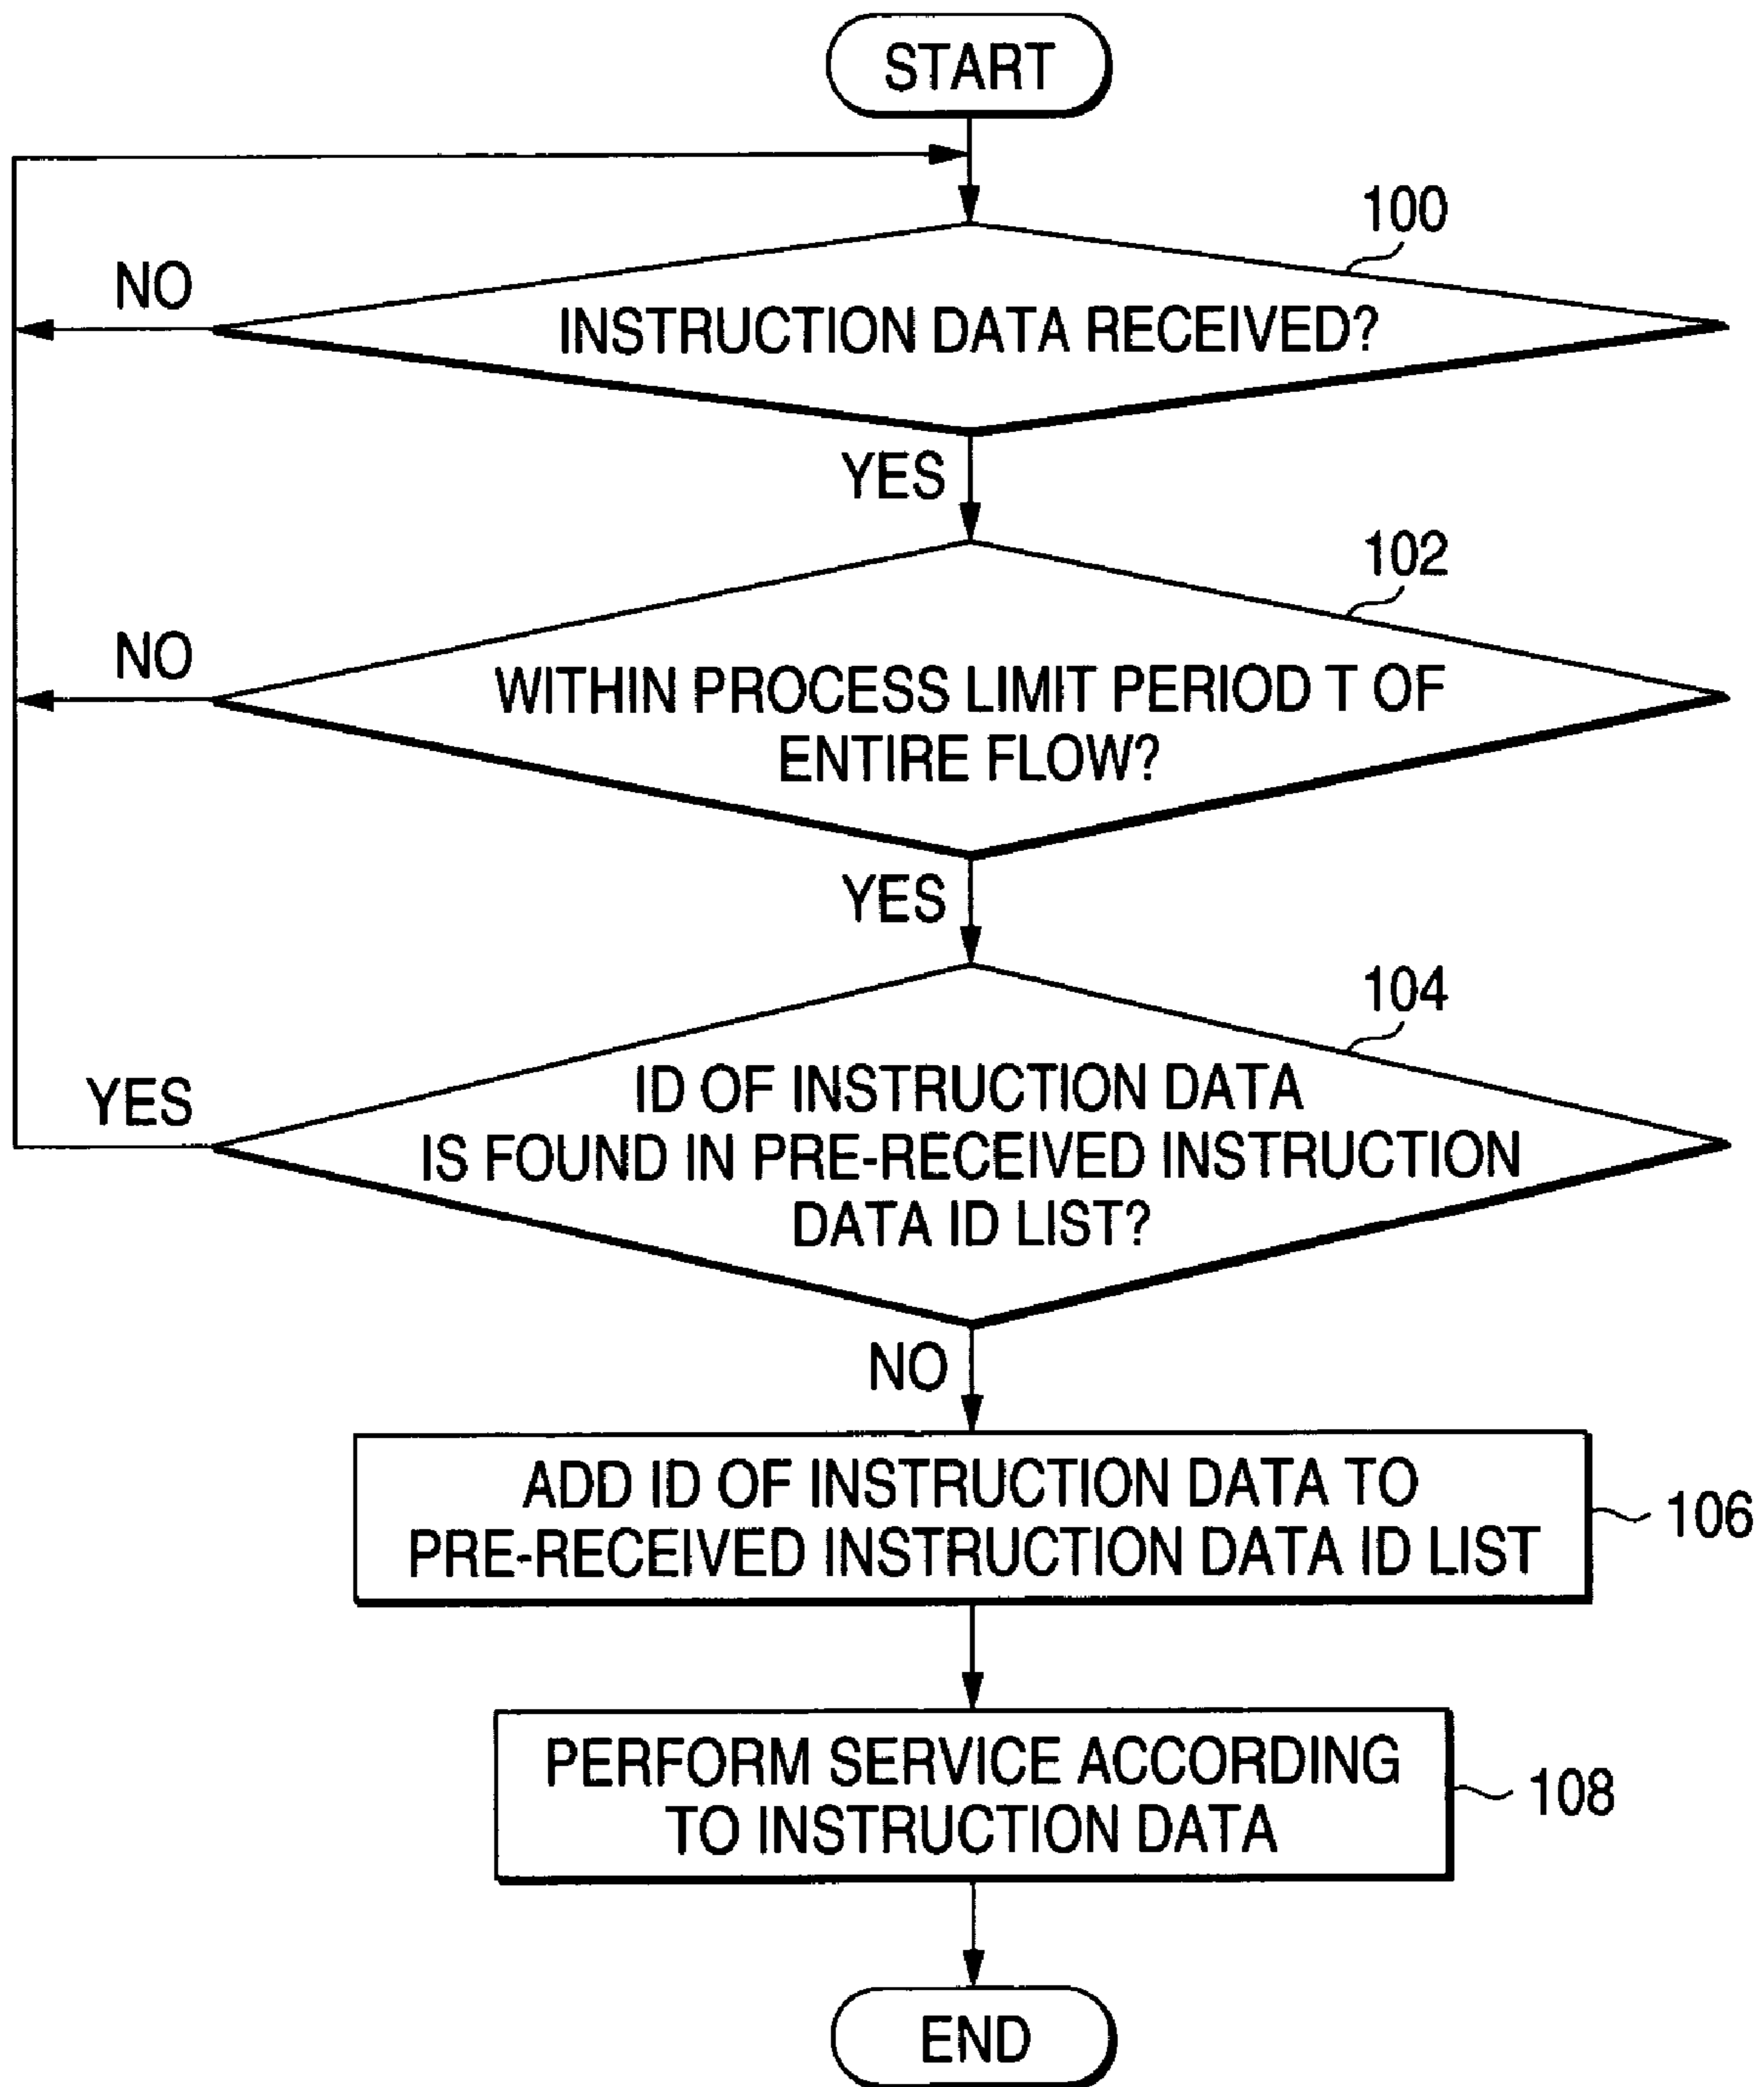 START
100
NO
INSTRUCTION DATA RECEIVED?
YES
102
NO
WITHIN PROCESS LIMIT PERIOD T OF
ENTIRE FLOW?
YES
104
YES
ID OF INSTRUCTION DATA
IS FOUND IN PRE-RECEIVED INSTRUCTION
DATA ID LIST?
NO
ADD ID OF INSTRUCTION DATA TO
PRE-RECEIVED INSTRUCTION DATA ID LIST
106
PERFORM SERVICE ACCORDING
TO INSTRUCTION DATA
108
END